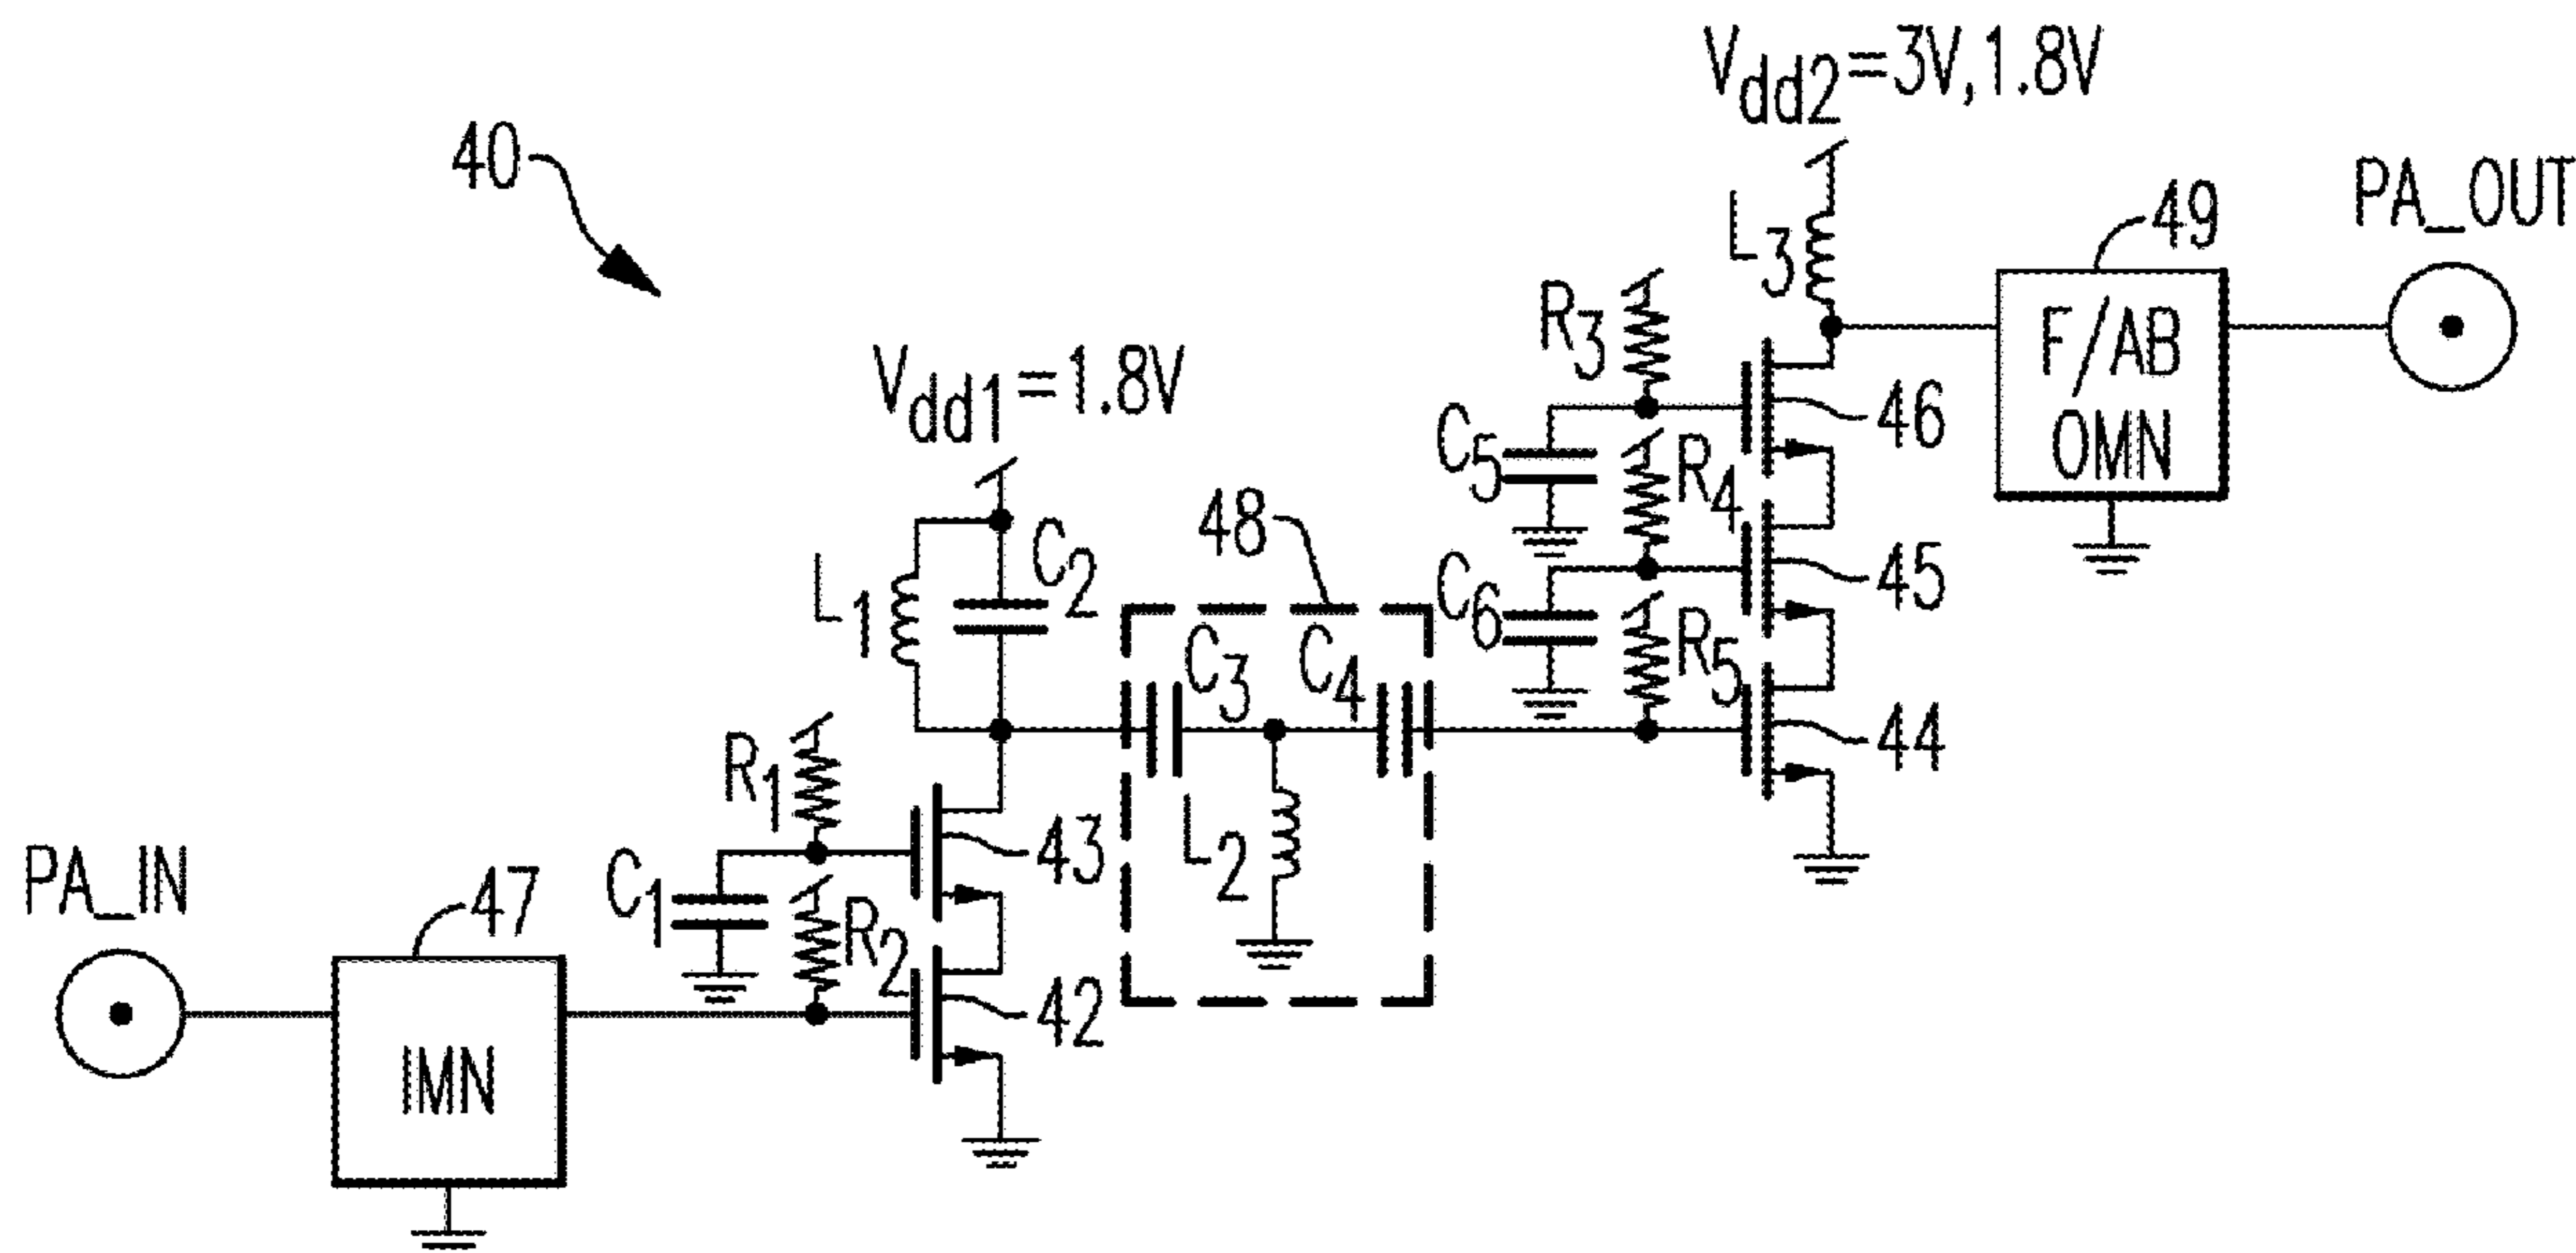 40
Vdd2=3V,1.8V
PA_OUT
49
L3
F/AB
OMN
R3
46
C5
R4
45
C6
R5
44
Vdd1=1.8V
48
L1
C2
C3
C4
L2
R1
43
C1
R2
42
PA_IN
47
IMN